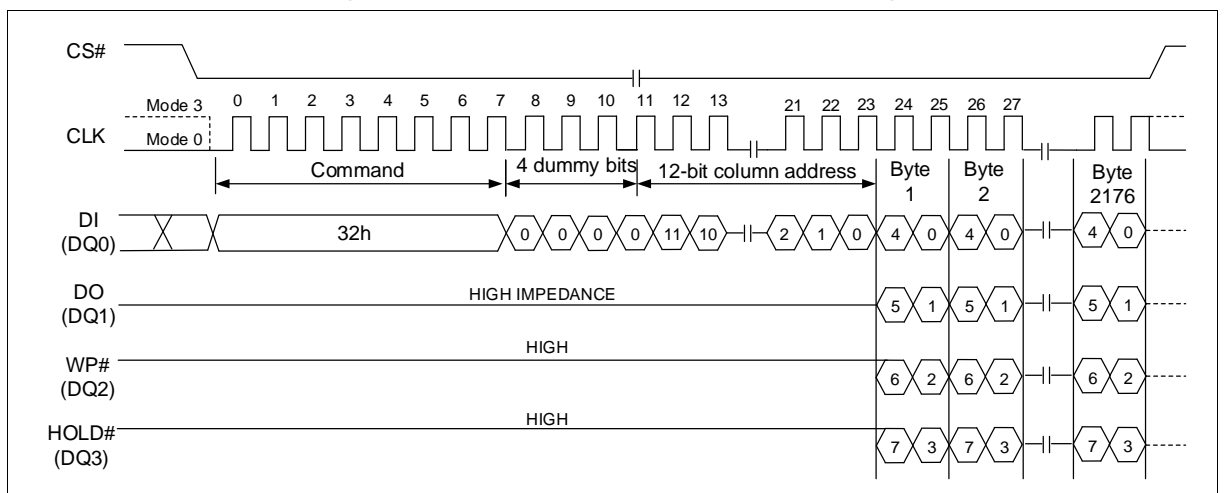 CS#
Mode 3
0 1 2 3 4 5 6 7 8 9 10 11 12 13 21 22 23 24 25 26 27
CLK
Mode 0
Command 4 dummy bits 12-bit column address Byte 1 Byte 2 Byte 2176
DI
(DQ0)
32h 0 0 0 0 11 10 2 1 0 4 0 4 0 4 0
DO
(DQ1)
HIGH IMPEDANCE
5 1 5 1 5 1
HIGH
WP#
(DQ2)
6 2 6 2 6 2
HIGH
HOLD#
(DQ3)
7 3 7 3 7 3